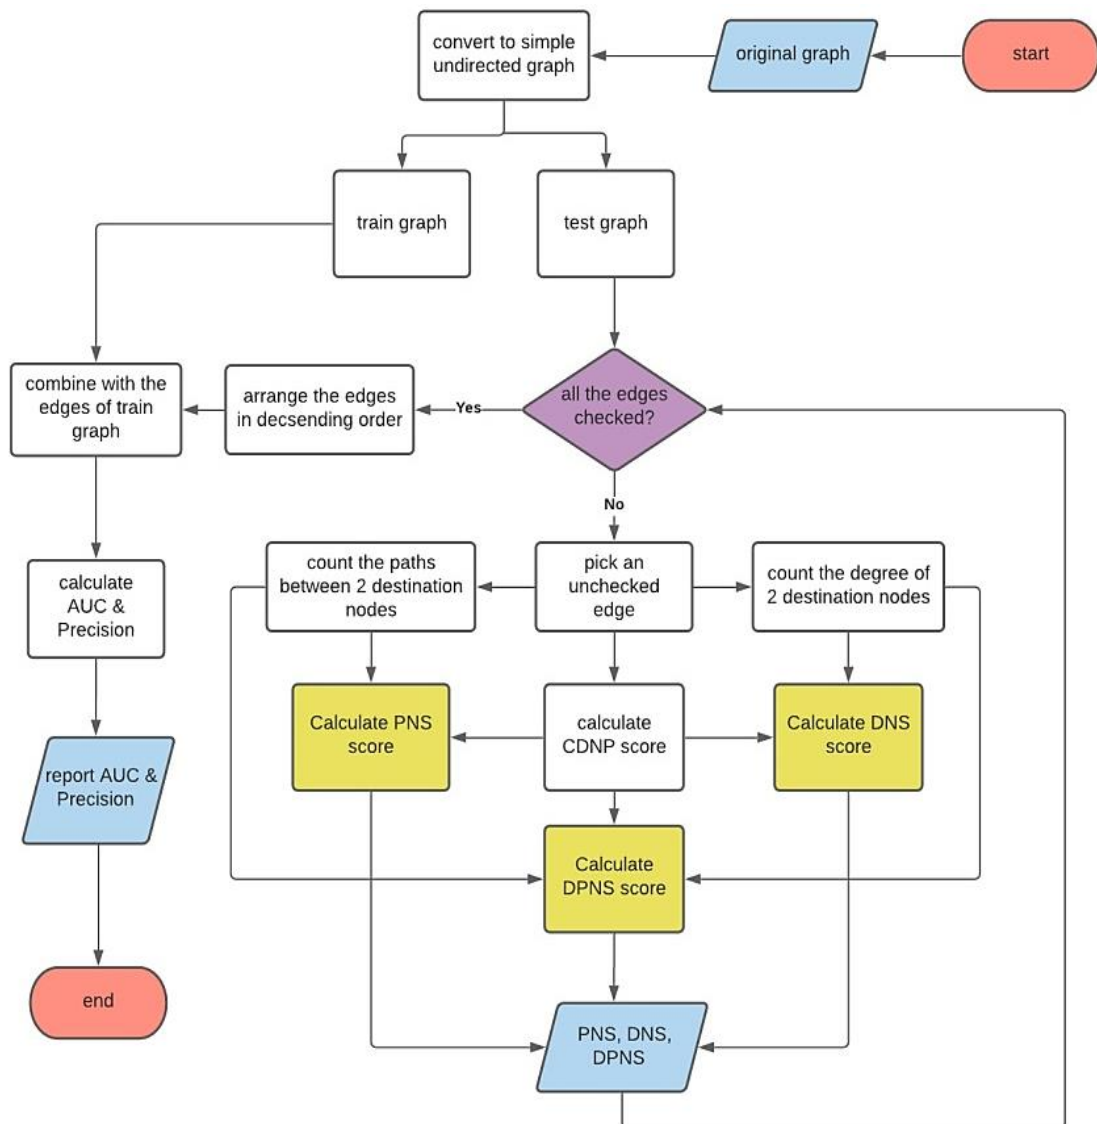 start
original graph
convert to simple
undirected graph
train graph
test graph
all the edges
checked?
Yes
arrange the edges
in decsending order
combine with the
edges of train
graph
calculate
AUC &
Precision
report AUC &
Precision
end
No
pick an
unchecked
edge
count the paths
between 2 destination
nodes
count the degree of
2 destination nodes
Calculate PNS
score
calculate
CDNP score
Calculate DNS
score
Calculate
DPNS score
PNS, DNS,
DPNS